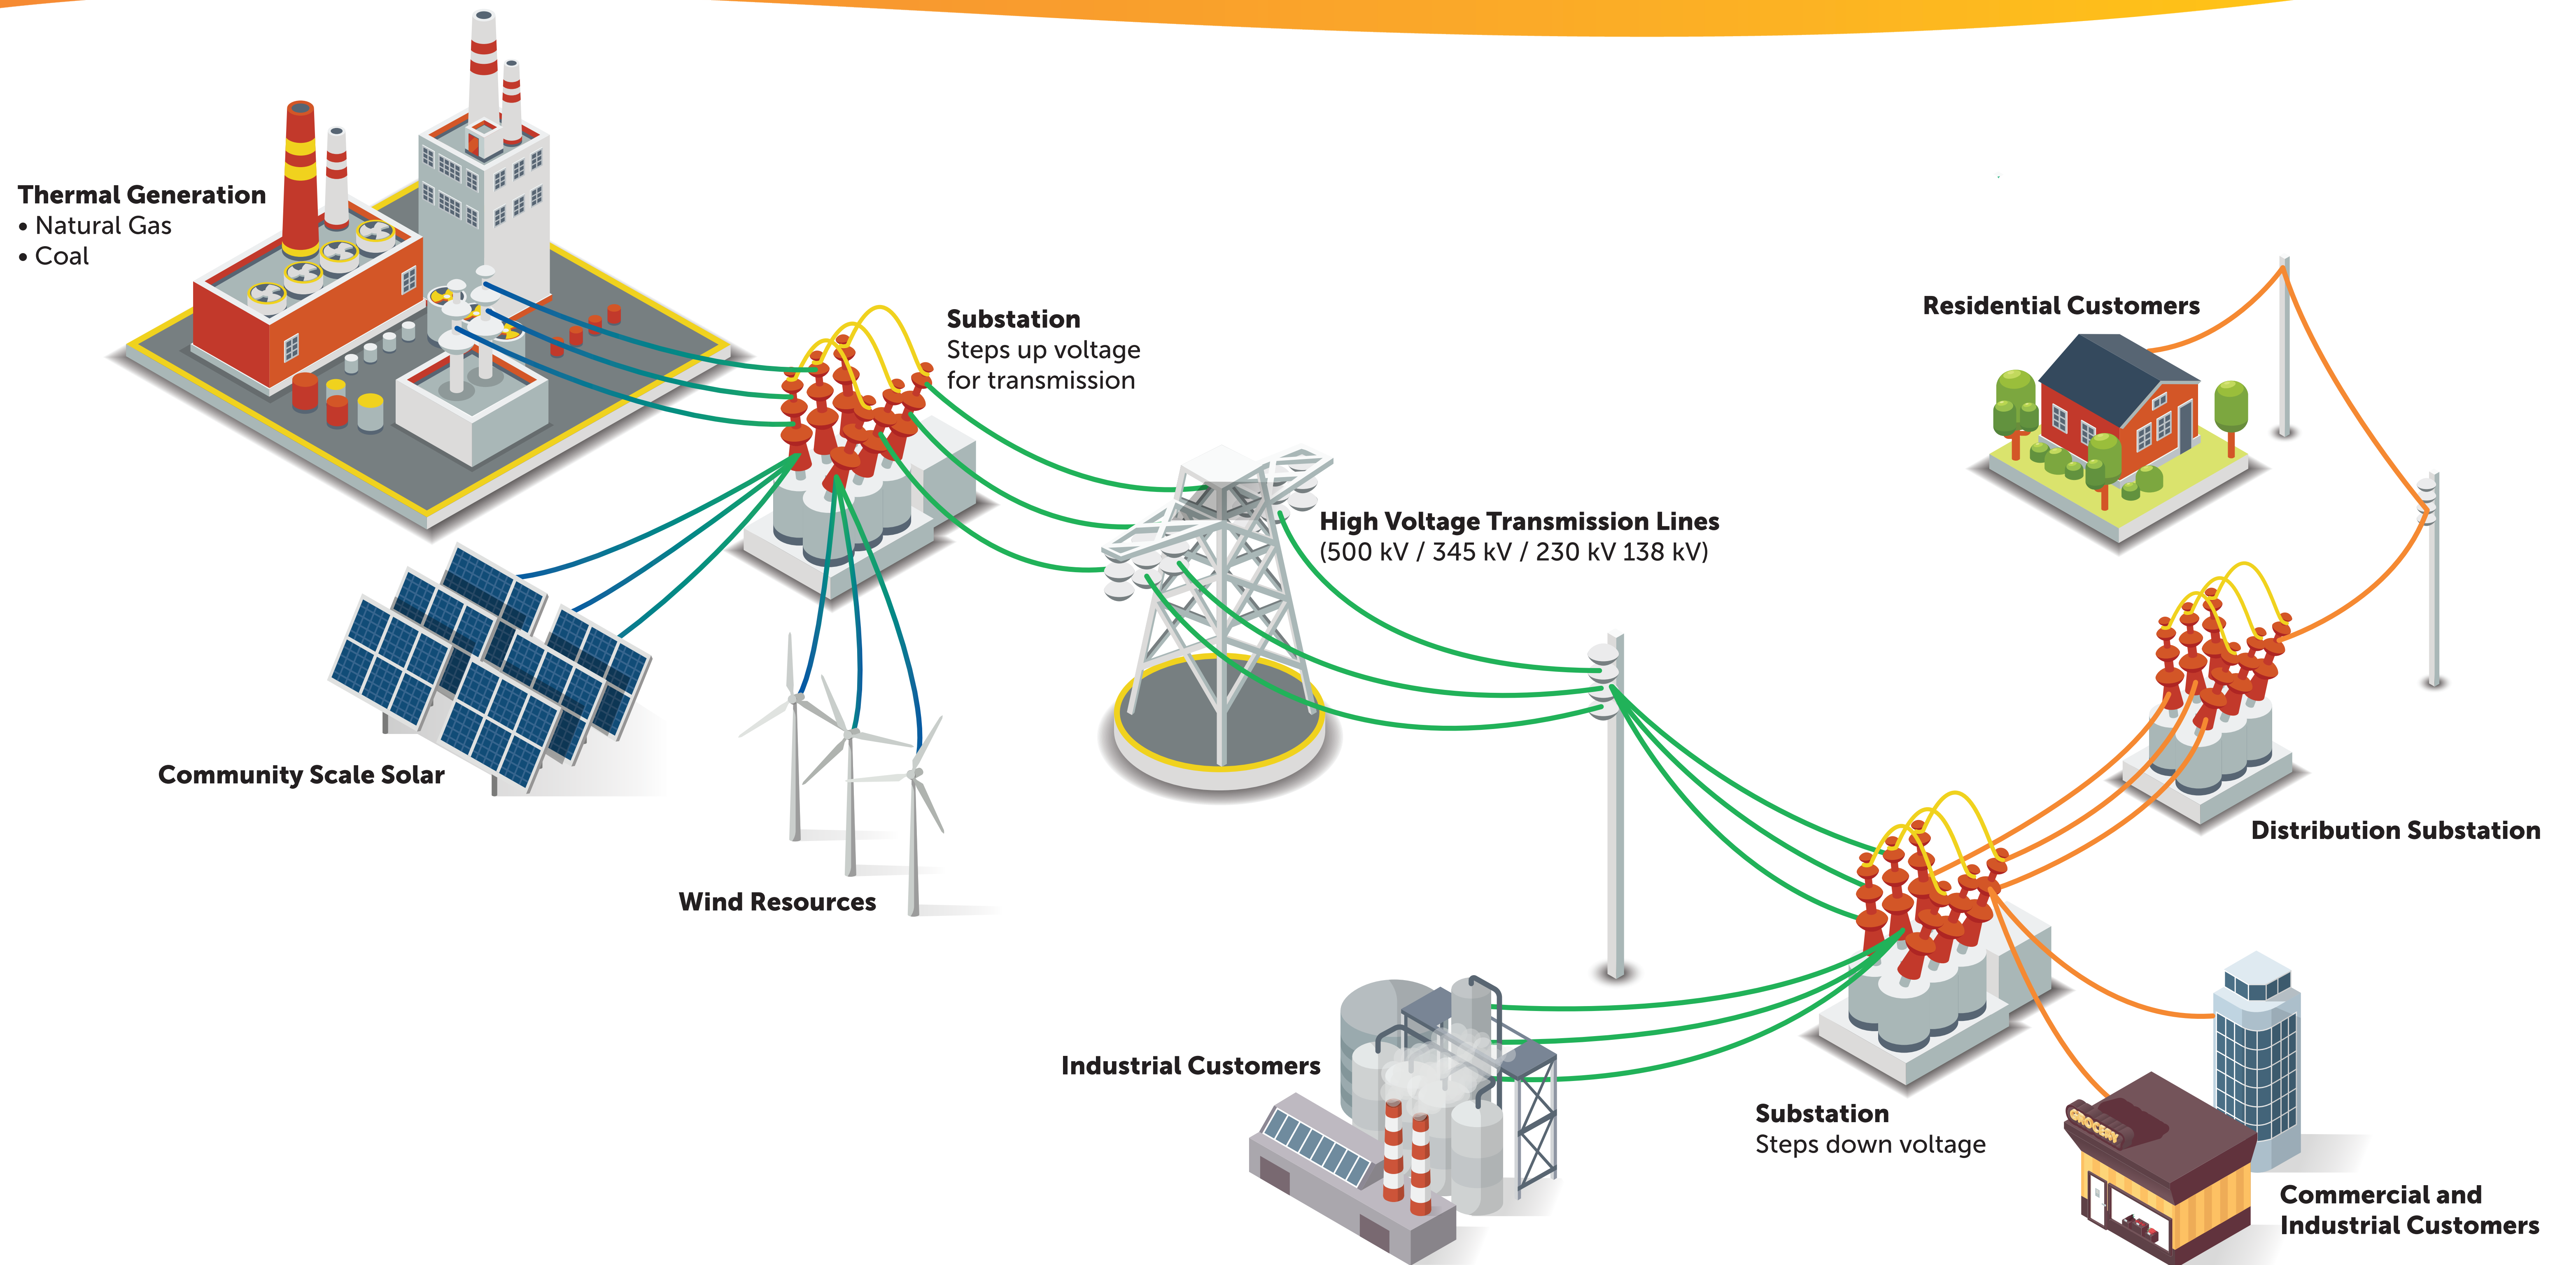 Thermal Generation
• Natural Gas
• Coal
Substation
Steps up voltage
for transmission
Residential Customers
High Voltage Transmission Lines
(500 kV / 345 kV / 230 kV 138 kV)
Community Scale Solar
Wind Resources
Distribution Substation
Industrial Customers
Substation
Steps down voltage
GROCERY
Commercial and
Industrial Customers